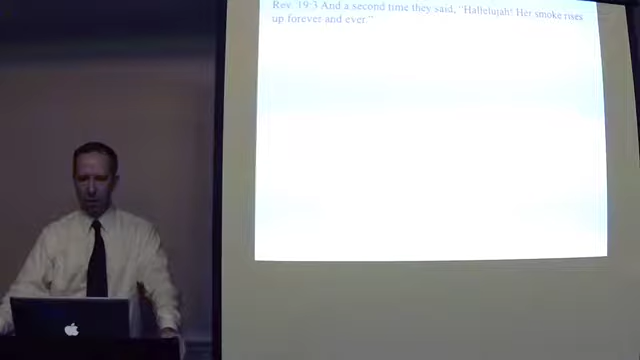 Rev. 19:3 And a second time they said, “Hallelujah! Her smoke rises
up forever and ever.”